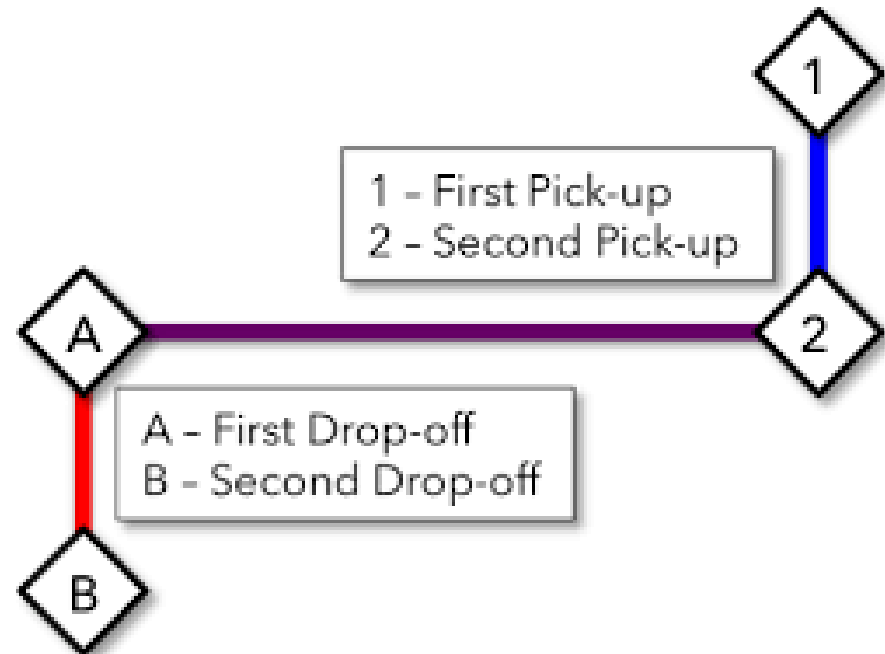 1
1 – First Pick-up
2 – Second Pick-up
A
2
A – First Drop-off
B – Second Drop-off
B